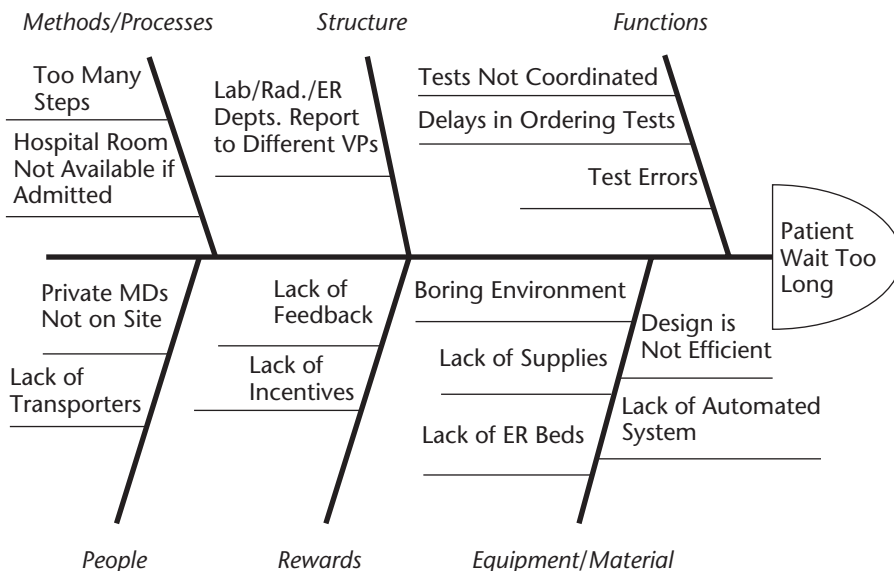 Methods/Processes
Structure
Functions
Too Many
Steps
Hospital Room
Not Available if
Admitted
Lab/Rad./ER
Depts. Report
to Different VPs
Tests Not Coordinated
Delays in Ordering Tests
Test Errors
Patient
Wait Too
Long
Private MDs
Not on Site
Lack of
Transporters
Lack of
Feedback
Lack of
Incentives
Boring Environment
Lack of Supplies
Lack of ER Beds
Design is
Not Efficient
Lack of Automated
System
People
Rewards
Equipment/Material